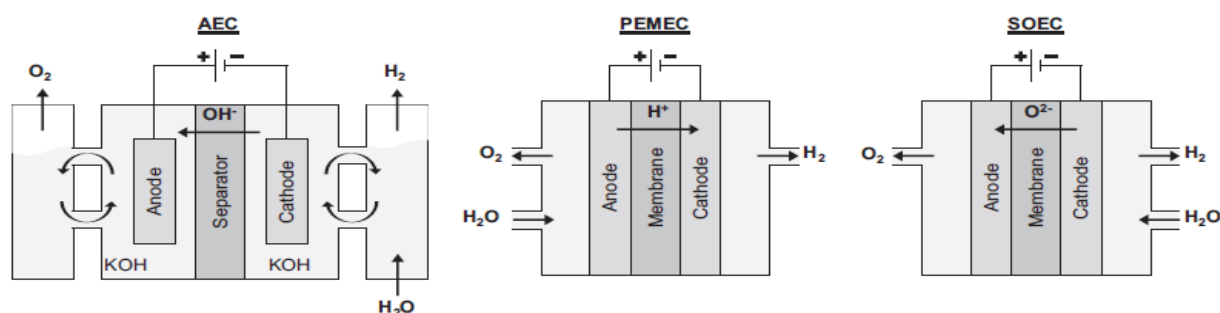 AEC
+ −
O₂
H₂
OH⁻
Anode
Separator
Cathode
KOH
KOH
H₂O
PEMEC
+ −
H⁺
O₂
H₂
H₂O
Anode
Membrane
Cathode
SOEC
+ −
O²⁻
O₂
H₂
H₂O
Anode
Membrane
Cathode